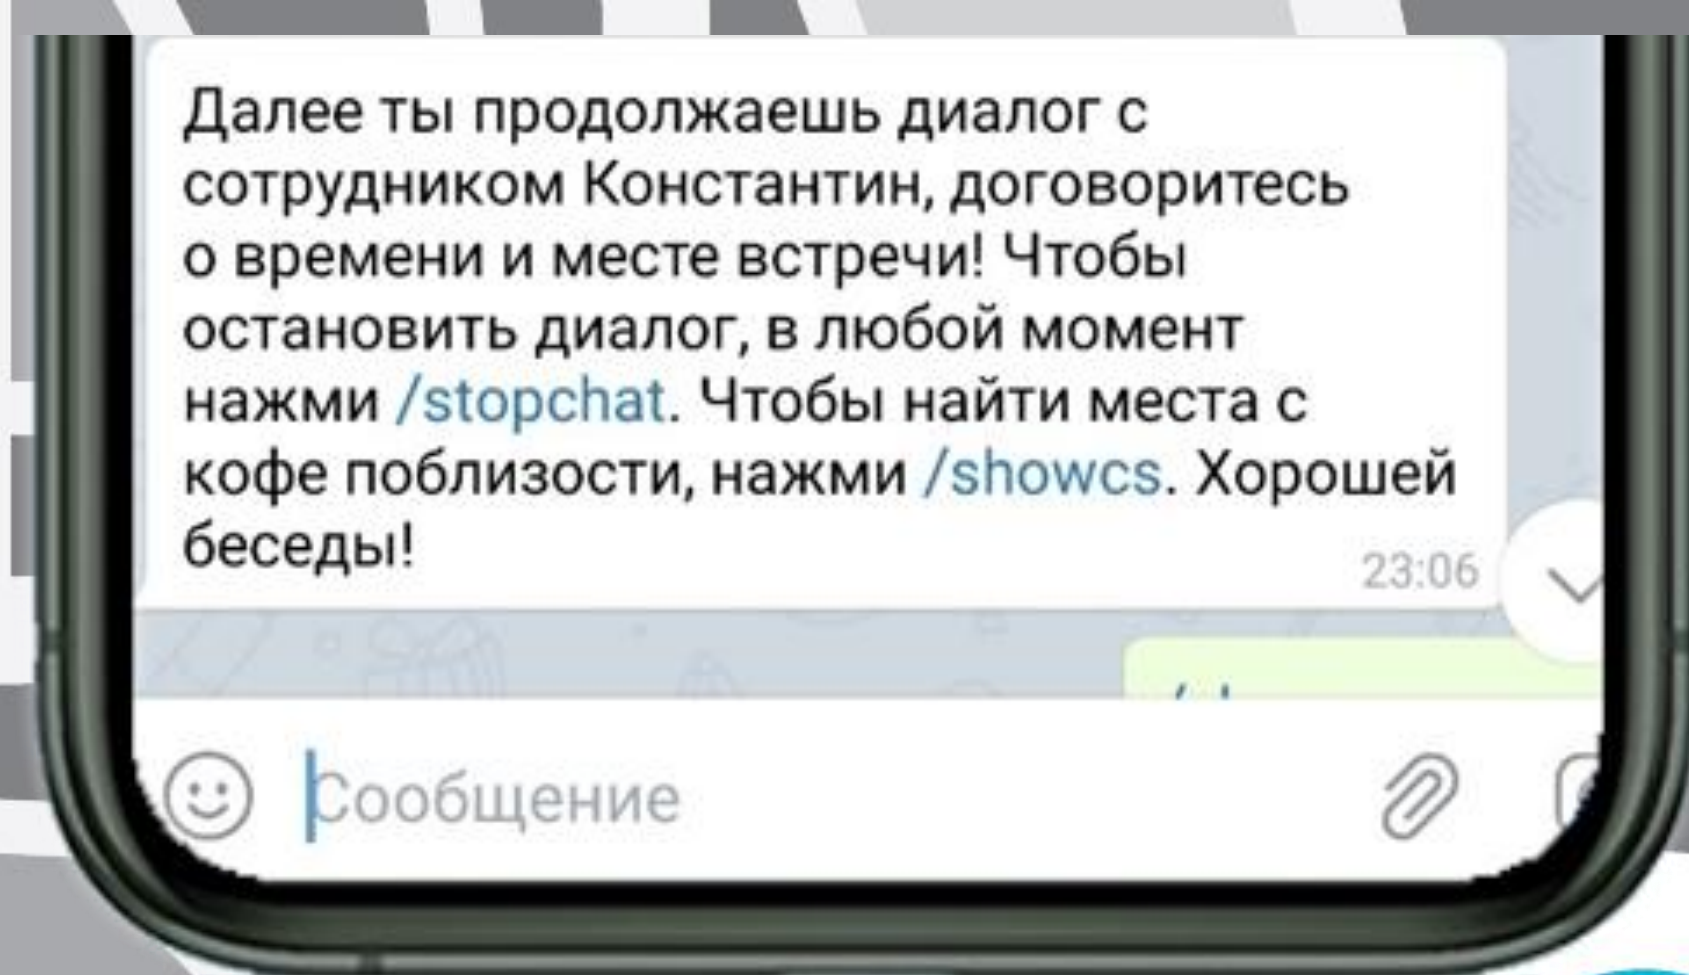 Далее ты продолжаешь диалог с
сотрудником Константин, договоритесь
о времени и месте встречи! Чтобы
остановить диалог, в любой момент
нажми /stopchat. Чтобы найти места с
кофе поблизости, нажми /showcs. Хорошей
беседы!
23:06
Сообщение